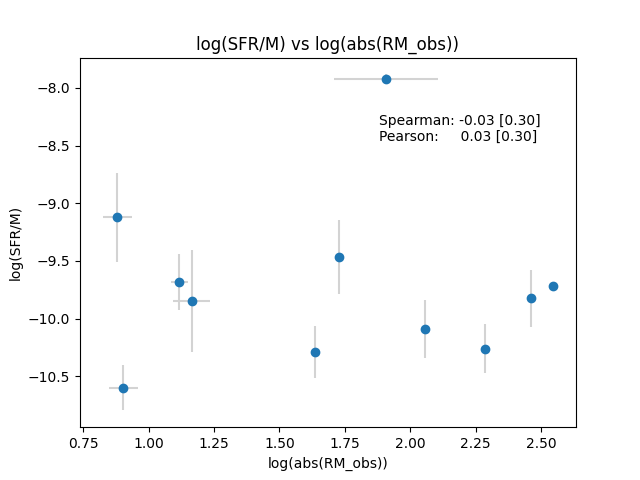 log(SFR/M) vs log(abs(RM_obs))
−8.0
Spearman: -0.03 [0.30]
Pearson: 0.03 [0.30]
−8.5
−9.0
−9.5
−10.0
−10.5
log(SFR/M)
0.75 1.00 1.25 1.50 1.75 2.00 2.25 2.50
log(abs(RM_obs))